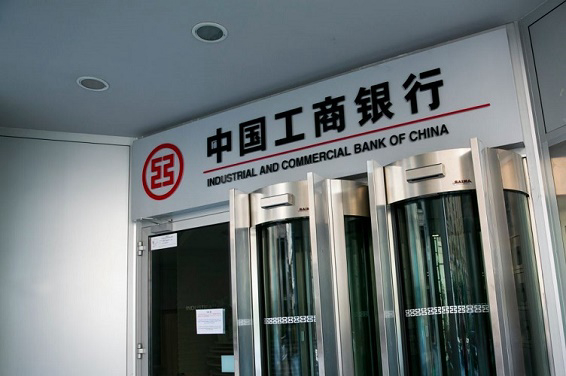 中国工商银行
INDUSTRIAL AND COMMERCIAL BANK OF CHINA